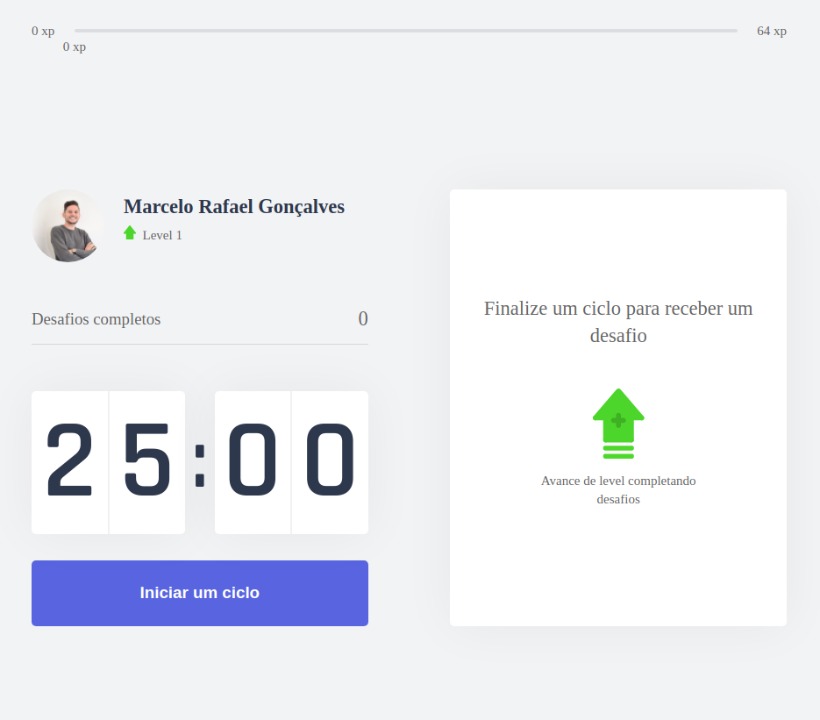 0 xp
64 xp
0 xp
Marcelo Rafael Gonçalves
Level 1
Desafios completos
0
25:00
Iniciar um ciclo
Finalize um ciclo para receber um
desafio
Avance de level completando
desafios